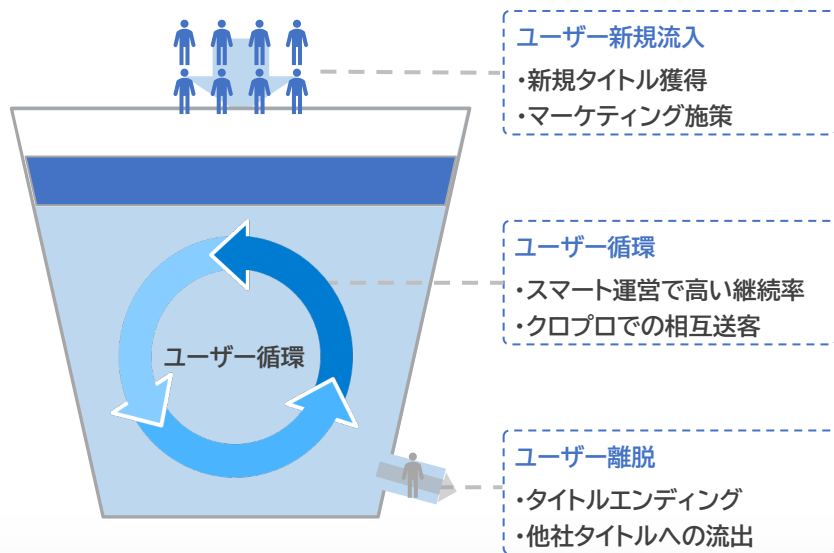 ユーザー新規流入
・新規タイトル獲得
・マーケティング施策
ユーザー循環
・スマート運営で高い継続率
・クロプロでの相互送客
ユーザー循環
ユーザー離脱
・タイトルエンディング
・他社タイトルへの流出